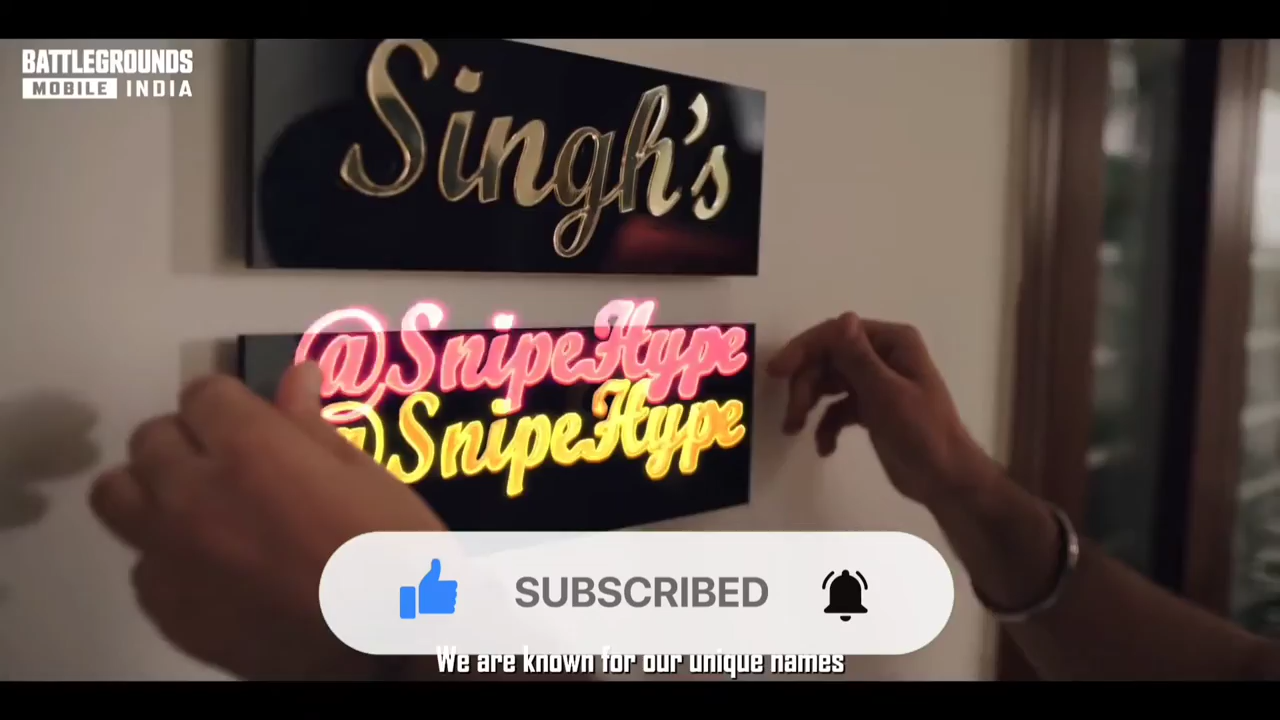 BATTLEGROUNDS
MOBILE INDIA
Singh's
@SnipeHype
@SnipeHype
SUBSCRIBED
We are known for our unique names